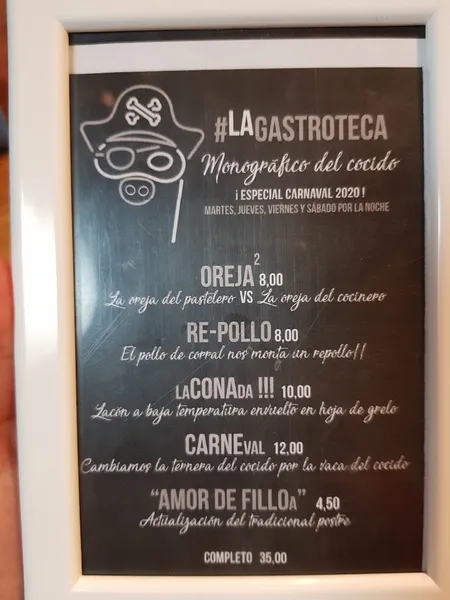 #LAGASTROTECA
Monográfico del cocido
¡ ESPECIAL CARNAVAL 2020 !
MARTES, JUEVES, VIERNES Y SÁBADO POR LA NOCHE
OREJA² 8,00
La oreja del pastelero VS La oreja del cocinero
RE-POLLO 8,00
El pollo de corral nos monta un repollo!!
LACONADA !!! 10,00
Lacón a baja temperatura envuelto en hoja de grelo
CARNEVAL 12,00
Cambiamos la ternera del cocido por la vaca del cocido
"AMOR DE FILLOA" 4,50
Actualización del tradicional postre
COMPLETO 35,00